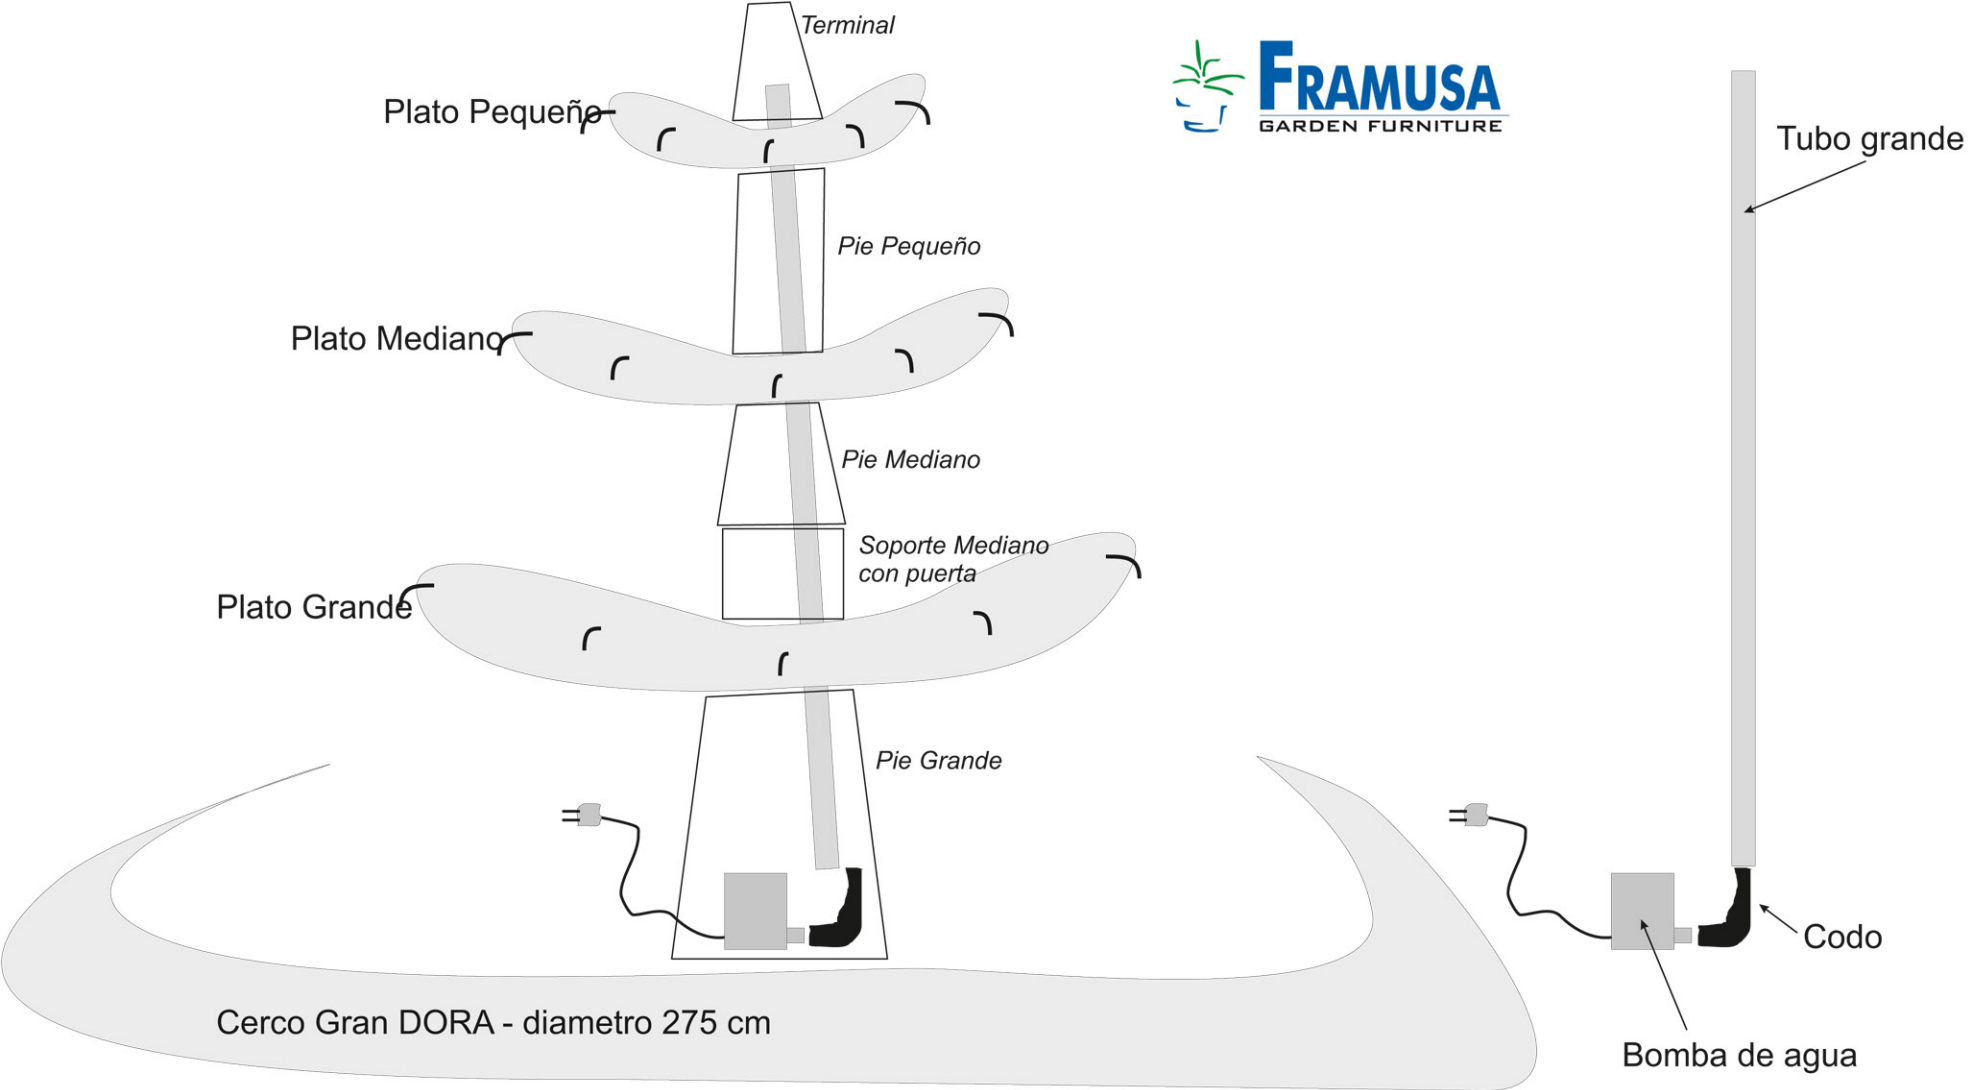 Terminal
Plato Pequeño
FRAMUSA
GARDEN FURNITURE
Tubo grande
Pie Pequeño
Plato Mediano
Pie Mediano
Soporte Mediano
con puerta
Plato Grande
Pie Grande
Codo
Cerco Gran DORA - diametro 275 cm
Bomba de agua